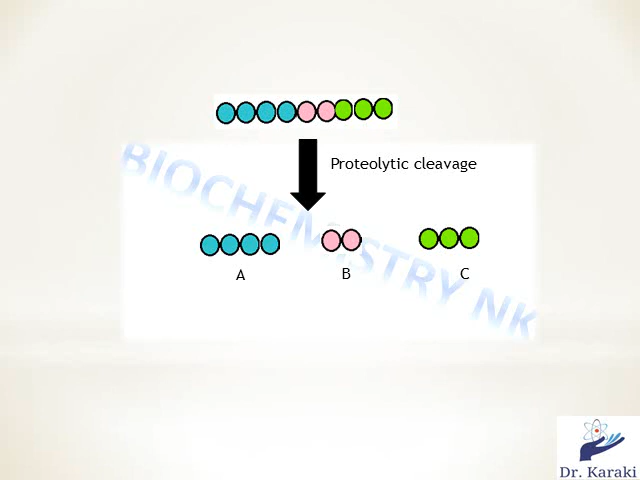 Proteolytic cleavage
BIOCHEMISTRY NK
A
B
C
Dr. Karaki